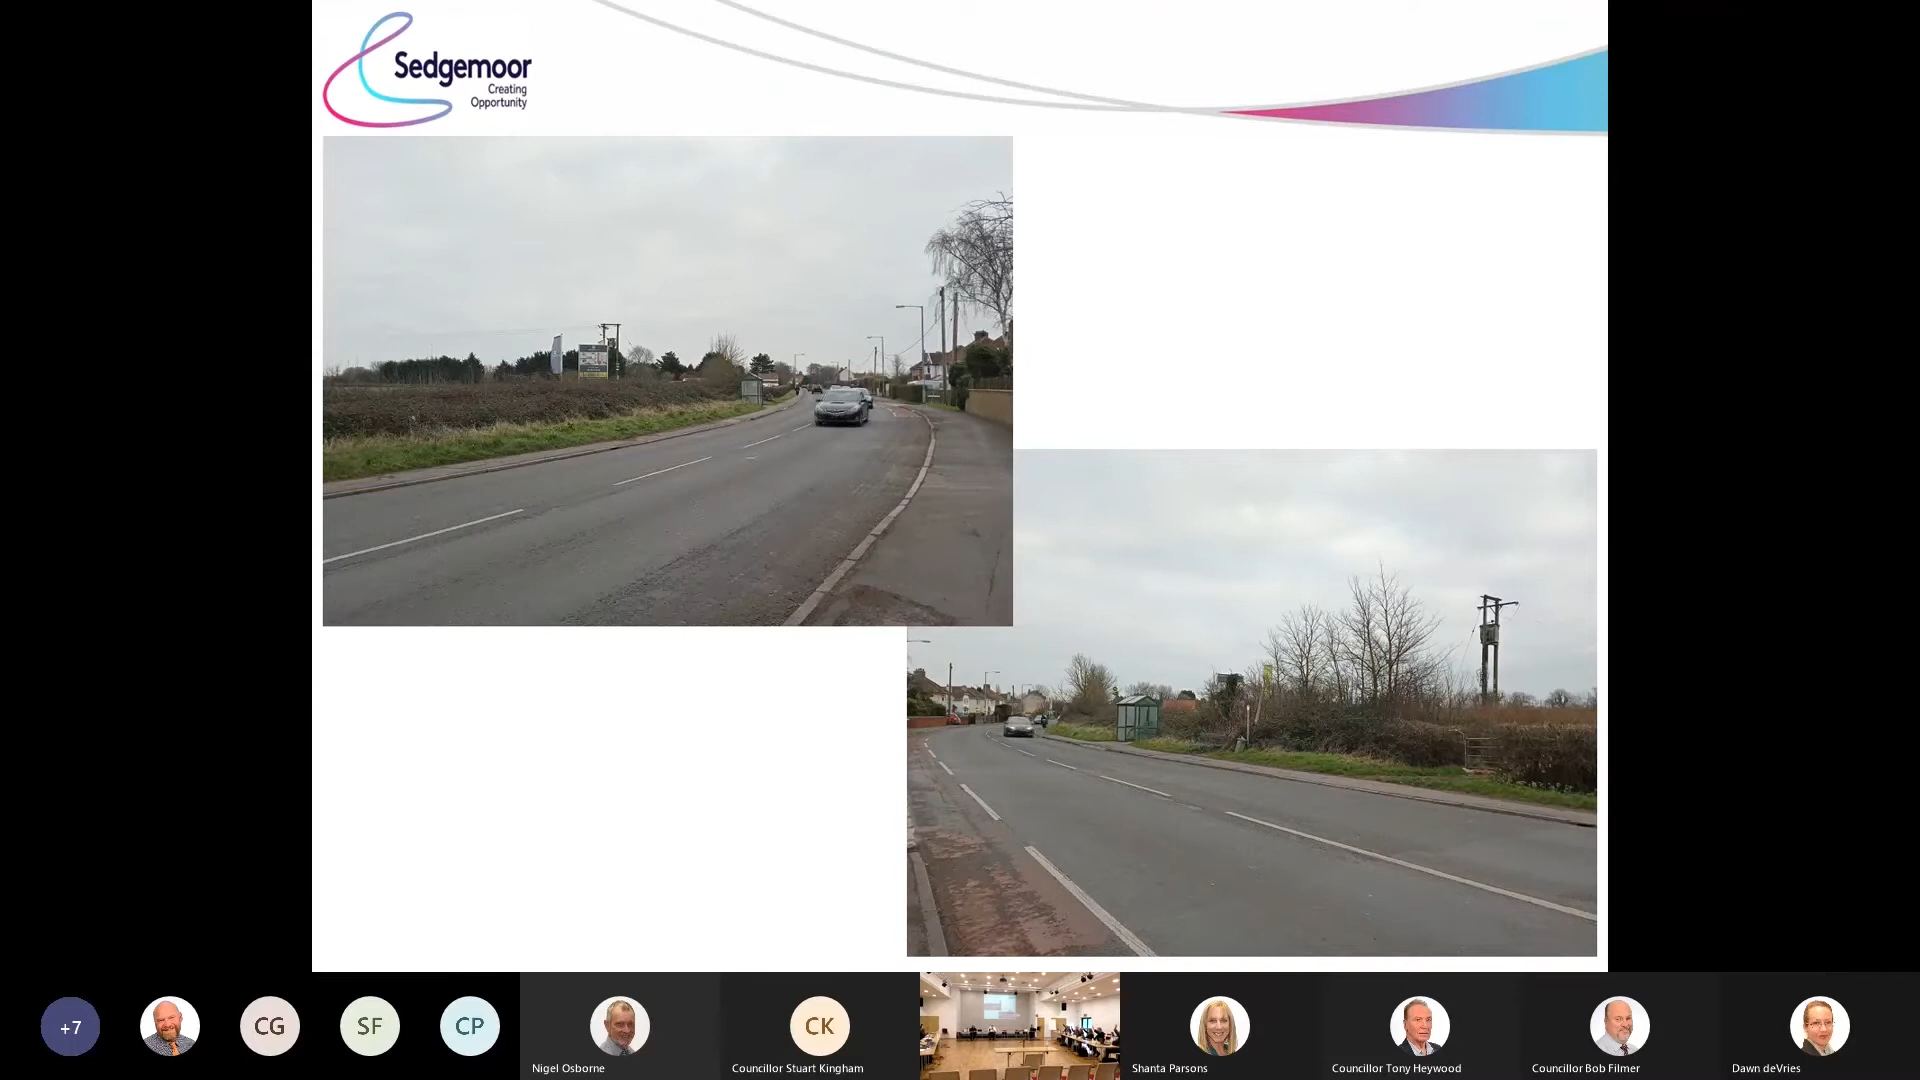 Sedgemoor
Creating
Opportunity
+7
CG
SF
CP
Nigel Osborne
CK
Councillor Stuart Kingham
Shanta Parsons
Councillor Tony Heywood
Councillor Bob Filmer
Dawn deVries